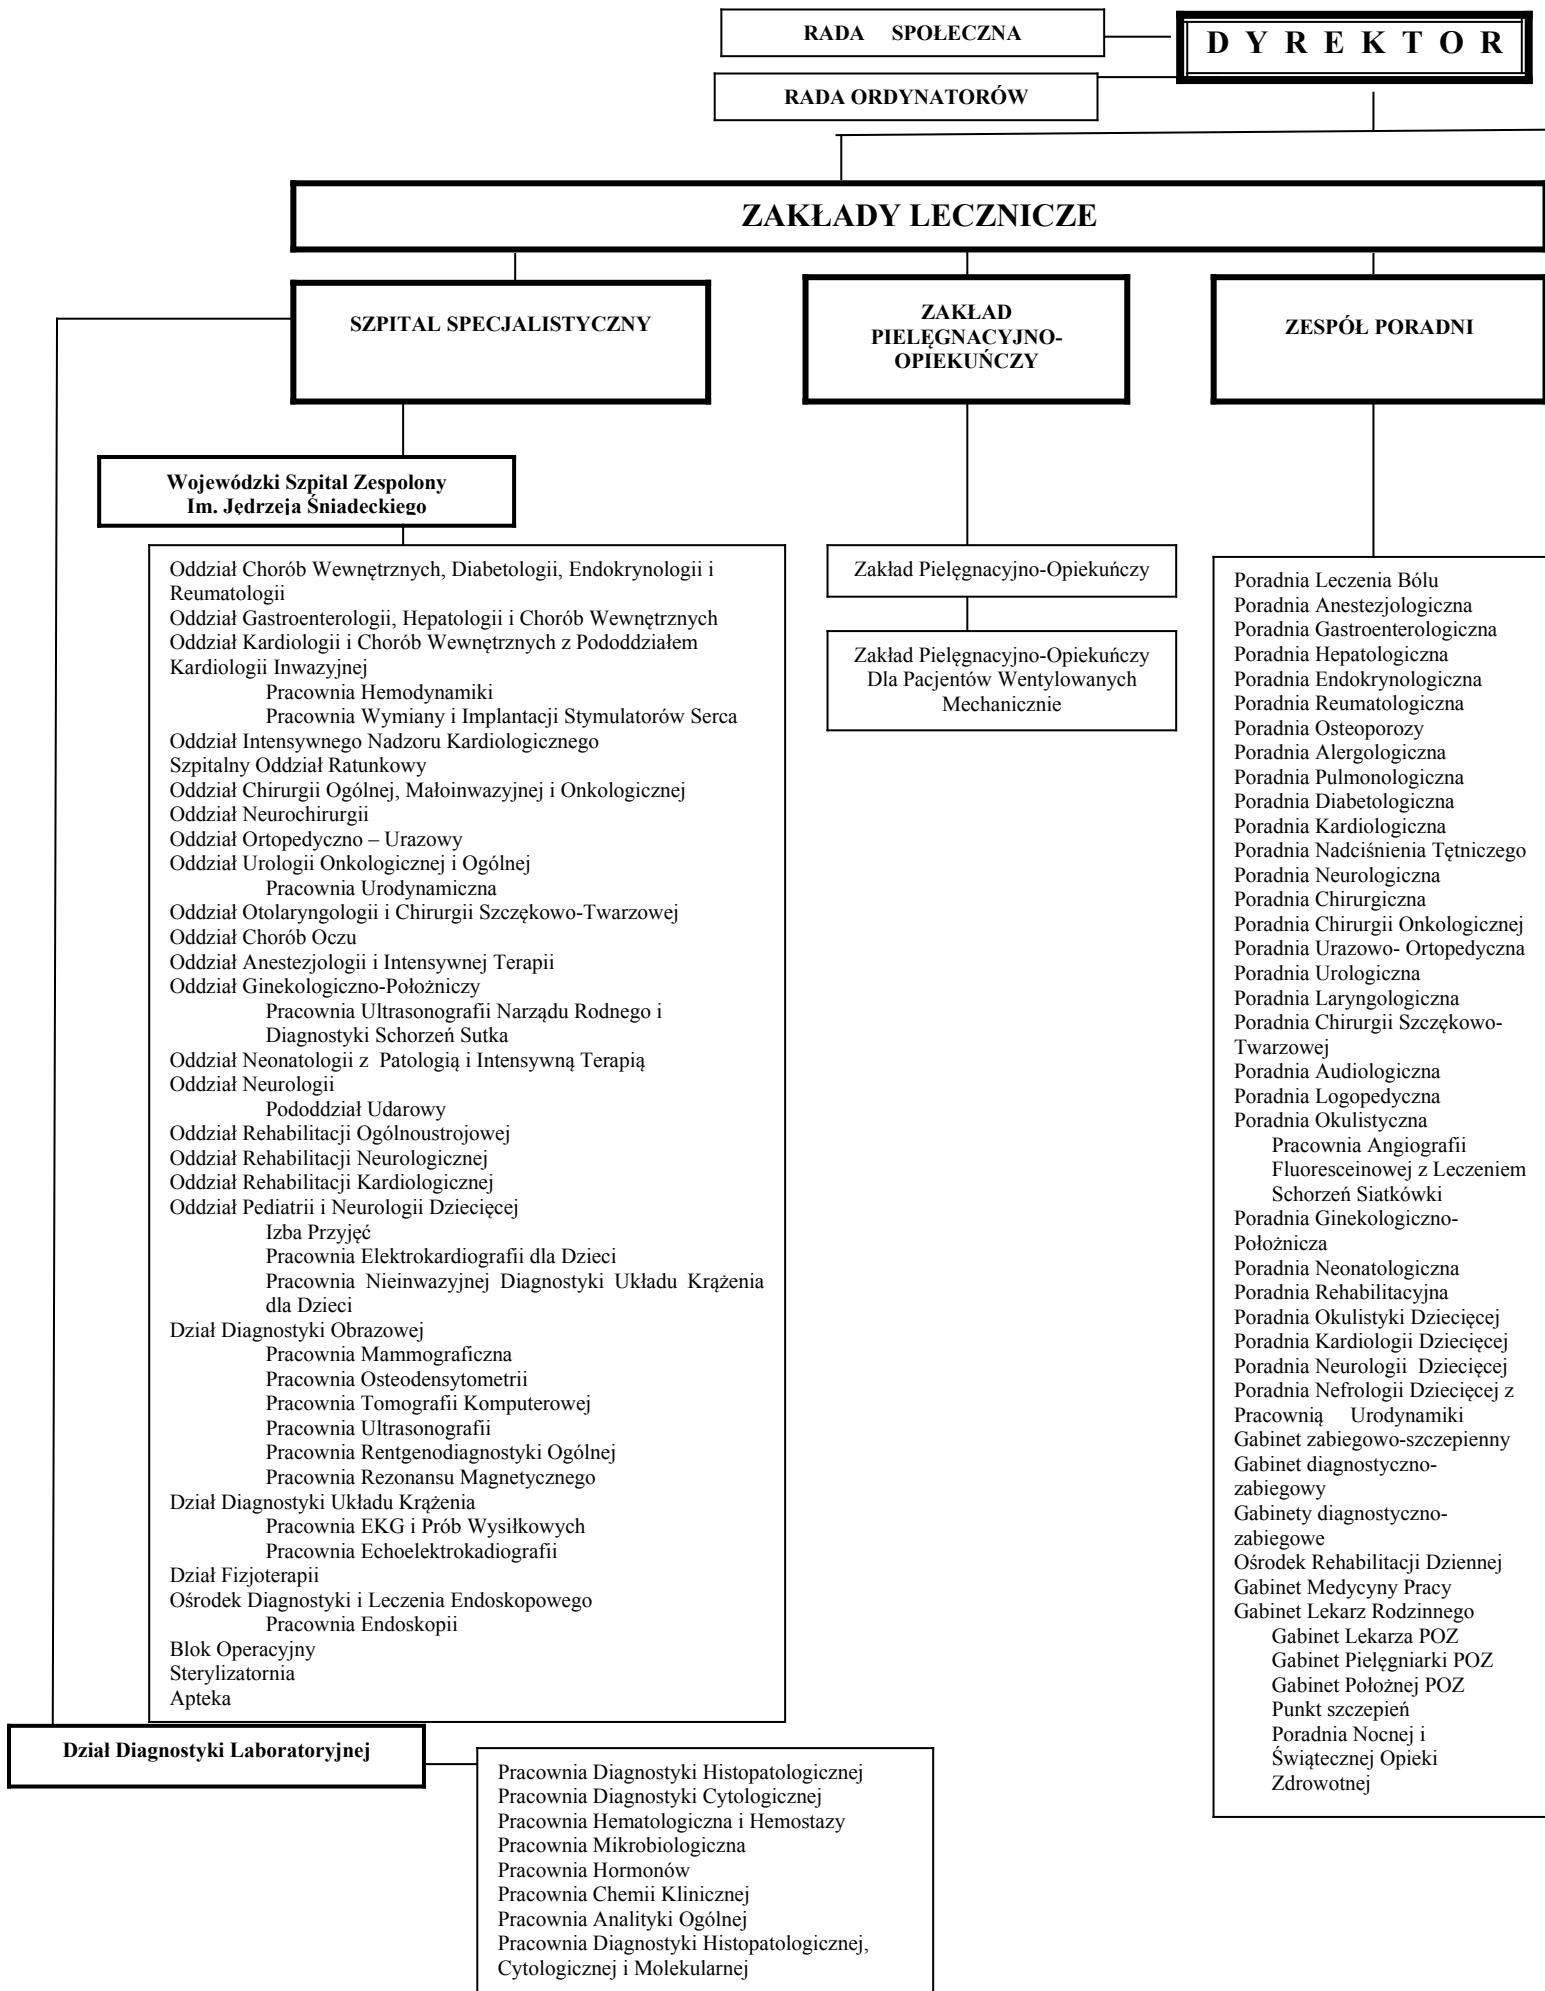 RADA SPOŁECZNA
D Y R E K T O R
RADA ORDYNATORÓW
ZAKŁADY LECZNICZE
SZPITAL SPECJALISTYCZNY
ZAKŁAD
PIELĘGNACYJNO-
OPIEKUŃCZY
ZESPÓŁ PORADNI
Wojewódzki Szpital Zespolony
Im. Jędrzeja Śniadeckiego
Oddział Chorób Wewnętrznych, Diabetologii, Endokrynologii i
Reumatologii
Oddział Gastroenterologii, Hepatologii i Chorób Wewnętrznych
Oddział Kardiologii i Chorób Wewnętrznych z Pododdziałem
Kardiologii Inwazyjnej
Pracownia Hemodynamiki
Pracownia Wymiany i Implantacji Stymulatorów Serca
Oddział Intensywnego Nadzoru Kardiologicznego
Szpitalny Oddział Ratunkowy
Oddział Chirurgii Ogólnej, Małoinwazyjnej i Onkologicznej
Oddział Neurochirurgii
Oddział Ortopedyczno – Urazowy
Oddział Urologii Onkologicznej i Ogólnej
Pracownia Urodynamiczna
Oddział Otolaryngologii i Chirurgii Szczękowo-Twarzowej
Oddział Chorób Oczu
Oddział Anestezjologii i Intensywnej Terapii
Oddział Ginekologiczno-Położniczy
Pracownia Ultrasonografii Narządu Rodnego i
Diagnostyki Schorzeń Sutka
Oddział Neonatologii z Patologią i Intensywną Terapią
Oddział Neurologii
Pododdział Udarowy
Oddział Rehabilitacji Ogólnoustrojowej
Oddział Rehabilitacji Neurologicznej
Oddział Rehabilitacji Kardiologicznej
Oddział Pediatrii i Neurologii Dziecięcej
Izba Przyjęć
Pracownia Elektrokardiografii dla Dzieci
Pracownia Nieinwazyjnej Diagnostyki Układu Krążenia
dla Dzieci
Dział Diagnostyki Obrazowej
Pracownia Mammograficzna
Pracownia Osteodensytometrii
Pracownia Tomografii Komputerowej
Pracownia Ultrasonografii
Pracownia Rentgenodiagnostyki Ogólnej
Pracownia Rezonansu Magnetycznego
Dział Diagnostyki Układu Krążenia
Pracownia EKG i Prób Wysiłkowych
Pracownia Echoelektrokadiografii
Dział Fizjoterapii
Ośrodek Diagnostyki i Leczenia Endoskopowego
Pracownia Endoskopii
Blok Operacyjny
Sterylizatornia
Apteka
Zakład Pielęgnacyjno-Opiekuńczy
Zakład Pielęgnacyjno-Opiekuńczy
Dla Pacjentów Wentylowanych
Mechanicznie
Poradnia Leczenia Bólu
Poradnia Anestezjologiczna
Poradnia Gastroenterologiczna
Poradnia Hepatologiczna
Poradnia Endokrynologiczna
Poradnia Reumatologiczna
Poradnia Osteoporozy
Poradnia Alergologiczna
Poradnia Pulmonologiczna
Poradnia Diabetologiczna
Poradnia Kardiologiczna
Poradnia Nadciśnienia Tętniczego
Poradnia Neurologiczna
Poradnia Chirurgiczna
Poradnia Chirurgii Onkologicznej
Poradnia Urazowo- Ortopedyczna
Poradnia Urologiczna
Poradnia Laryngologiczna
Poradnia Chirurgii Szczękowo-
Twarzowej
Poradnia Audiologiczna
Poradnia Logopedyczna
Poradnia Okulistyczna
Pracownia Angiografii
Fluoresceinowej z Leczeniem
Schorzeń Siatkówki
Poradnia Ginekologiczno-
Położnicza
Poradnia Neonatologiczna
Poradnia Rehabilitacyjna
Poradnia Okulistyki Dziecięcej
Poradnia Kardiologii Dziecięcej
Poradnia Neurologii Dziecięcej
Poradnia Nefrologii Dziecięcej z
Pracownią Urodynamiki
Gabinet zabiegowo-szczepienny
Gabinet diagnostyczno-
zabiegowy
Gabinety diagnostyczno-
zabiegowe
Ośrodek Rehabilitacji Dziennej
Gabinet Medycyny Pracy
Gabinet Lekarz Rodzinnego
Gabinet Lekarza POZ
Gabinet Pielęgniarki POZ
Gabinet Położnej POZ
Punkt szczepień
Poradnia Nocnej i
Świątecznej Opieki
Zdrowotnej
Dział Diagnostyki Laboratoryjnej
Pracownia Diagnostyki Histopatologicznej
Pracownia Diagnostyki Cytologicznej
Pracownia Hematologiczna i Hemostazy
Pracownia Mikrobiologiczna
Pracownia Hormonów
Pracownia Chemii Klinicznej
Pracownia Analityki Ogólnej
Pracownia Diagnostyki Histopatologicznej,
Cytologicznej i Molekularnej